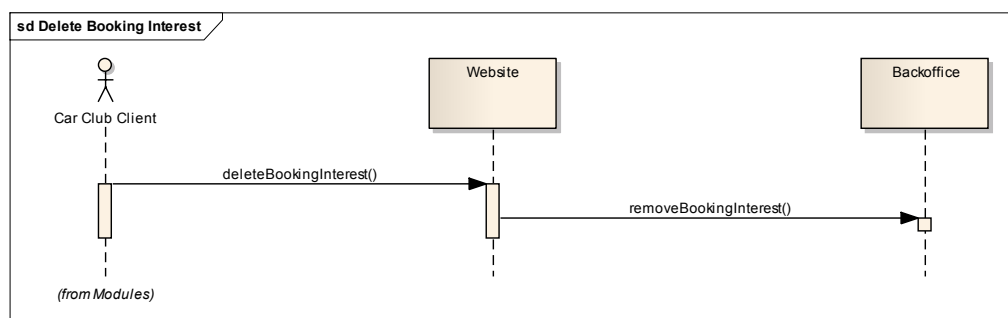 sd Delete Booking Interest
Website
Backoffice
Car Club Client
deleteBookingInterest()
removeBookingInterest()
(from Modules)